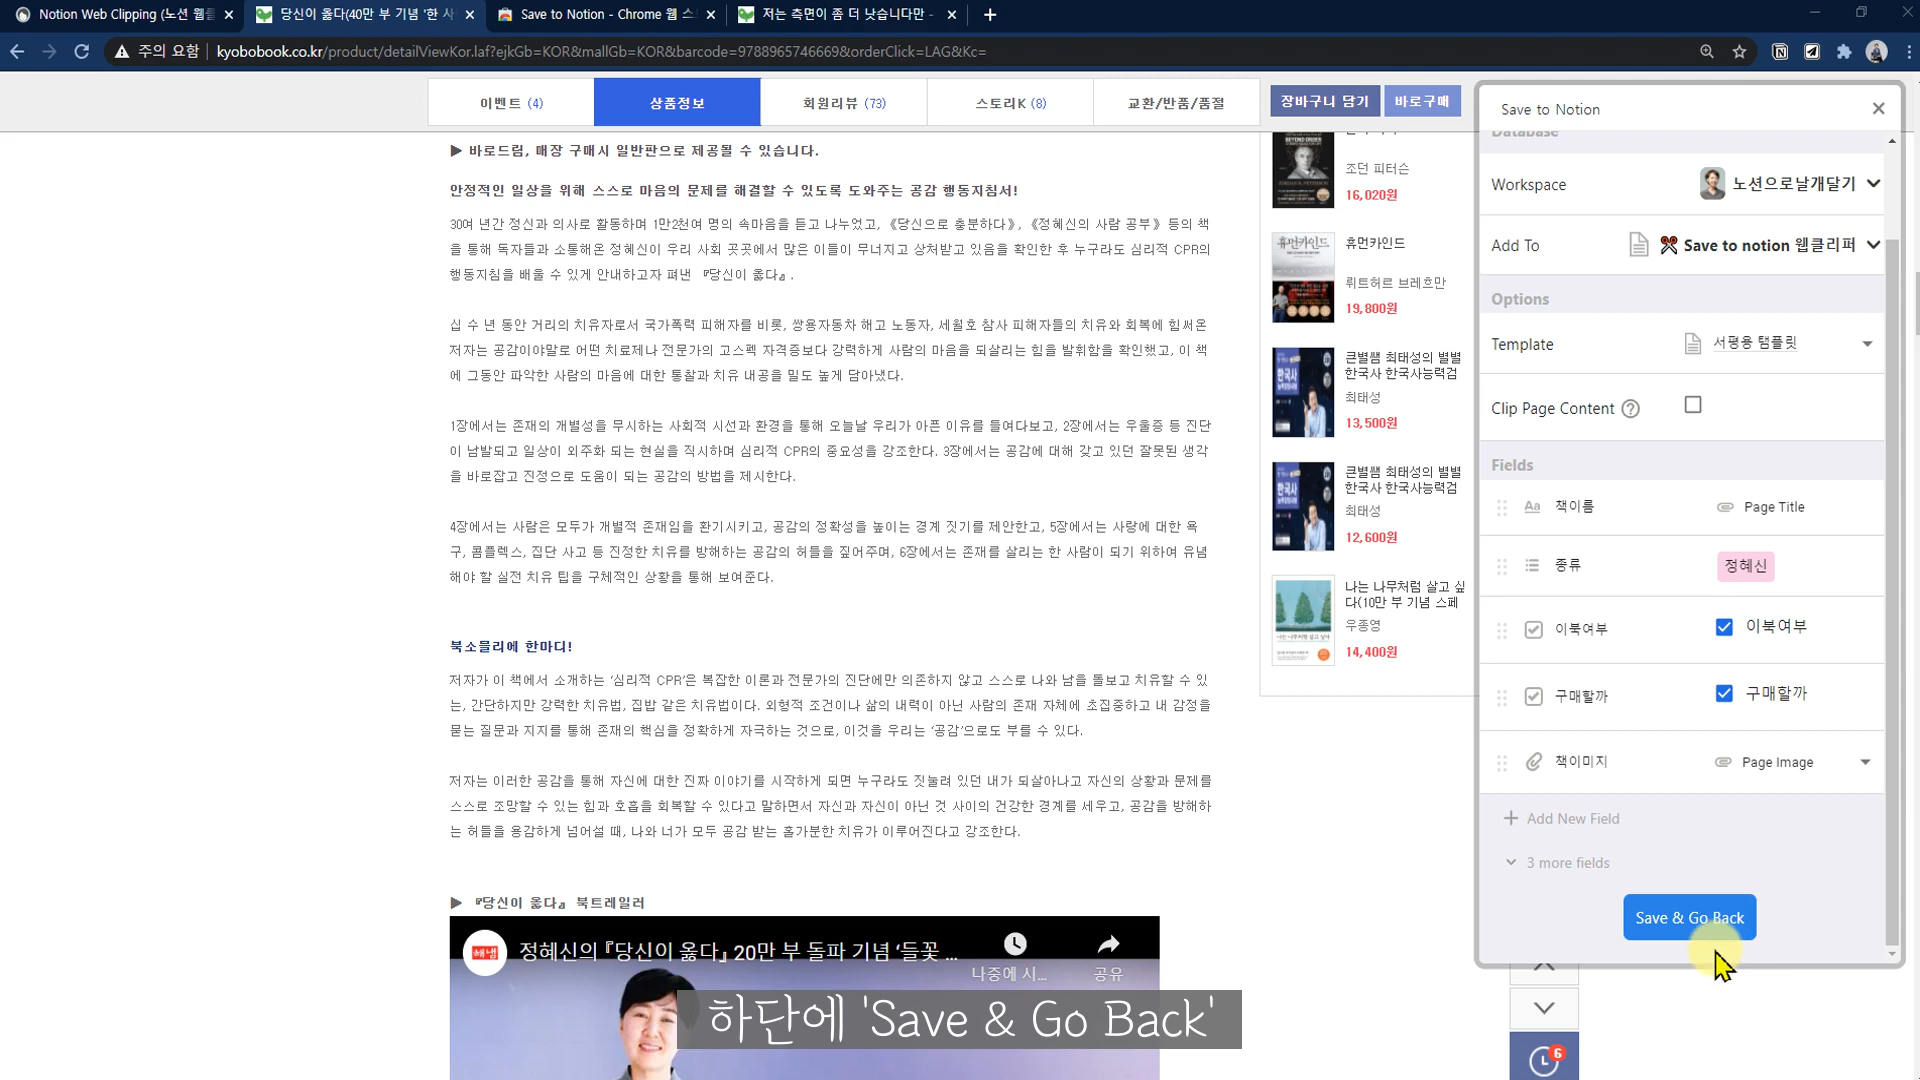 Notion Web Clipping (노션 웹클
당신이 옳다(40만 부 기념 '한 사
Save to Notion - Chrome 웹 스
저는 측면이 좀 더 낫습니다만 -
주의 요함
kyobobook.co.kr/product/detailViewKor.laf?ejkGb=KOR&mallGb=KOR&barcode=9788965746669&orderClick=LAG&Kc=
이벤트 (4)
상품정보
회원리뷰 (73)
스토리K (8)
교환/반품/품절
장바구니 담기
바로구매
▶ 바로드림, 매장 구매시 일반판으로 제공될 수 있습니다.
안정적인 일상을 위해 스스로 마음의 문제를 해결할 수 있도록 도와주는 공감 행동지침서!
30여 년간 정신과 의사로 활동하며 1만2천여 명의 속마음을 듣고 나누었고, 《당신으로 충분하다》, 《정혜신의 사람 공부》 등의 책
을 통해 독자들과 소통해온 정혜신이 우리 사회 곳곳에서 많은 이들이 무너지고 상처받고 있음을 확인한 후 누구라도 심리적 CPR의
행동지침을 배울 수 있게 안내하고자 펴낸 『당신이 옳다』.
십 수 년 동안 거리의 치유자로서 국가폭력 피해자를 비롯, 쌍용자동차 해고 노동자, 세월호 참사 피해자들의 치유와 회복에 힘써온
저자는 공감이야말로 어떤 치료제나 전문가의 고스펙 자격증보다 강력하게 사람의 마음을 되살리는 힘을 발휘함을 확인했고, 이 책
에 그동안 파악한 사람의 마음에 대한 통찰과 치유 내공을 밀도 높게 담아냈다.
1장에서는 존재의 개별성을 무시하는 사회적 시선과 환경을 통해 오늘날 우리가 아픈 이유를 들여다보고, 2장에서는 우울증 등 진단
이 남발되고 일상이 외주화 되는 현실을 직시하며 심리적 CPR의 중요성을 강조한다. 3장에서는 공감에 대해 갖고 있던 잘못된 생각
을 바로잡고 진정으로 도움이 되는 공감의 방법을 제시한다.
4장에서는 사람은 모두가 개별적 존재임을 환기시키고, 공감의 정확성을 높이는 경계 짓기를 제안한고, 5장에서는 사랑에 대한 욕
구, 콤플렉스, 집단 사고 등 진정한 치유를 방해하는 공감의 허들을 짚어주며, 6장에서는 존재를 살리는 한 사람이 되기 위하여 유념
해야 할 실전 치유 팁을 구체적인 상황을 통해 보여준다.
북소믈리에 한마디!
저자가 이 책에서 소개하는 '심리적 CPR'은 복잡한 이론과 전문가의 진단에만 의존하지 않고 스스로 나와 남을 돌보고 치유할 수 있
는, 간단하지만 강력한 치유법, 집밥 같은 치유법이다. 외형적 조건이나 삶의 내력이 아닌 사람의 존재 자체에 초집중하고 내 감정을
묻는 질문과 지지를 통해 존재의 핵심을 정확하게 자극하는 것으로, 이것을 우리는 '공감'으로도 부를 수 있다.
저자는 이러한 공감을 통해 자신에 대한 진짜 이야기를 시작하게 되면 누구라도 짓눌려 있던 내가 되살아나고 자신의 상황과 문제를
스스로 조망할 수 있는 힘과 호흡을 회복할 수 있다고 말하면서 자신과 자신이 아닌 것 사이의 건강한 경계를 세우고, 공감을 방해하
는 허들을 용감하게 넘어설 때, 나와 너가 모두 공감 받는 홀가분한 치유가 이루어진다고 강조한다.
▶ 『당신이 옳다』 북트레일러
해냄
정혜신의 『당신이 옳다』 20만 부 돌파 기념 '들꽃 ...
나중에 시...
공유
조던 피터슨
16,020원
휴먼카인드
휴먼카인드
뤼트허르 브레흐만
19,800원
큰별쌤 최태성의 별별
한국사 한국사능력검
최태성
13,500원
큰별쌤 최태성의 별별
한국사 한국사능력검
최태성
12,600원
나는 나무처럼 살고 싶
다(10만 부 기념 스페
우종영
14,400원
Save to Notion
Database
Workspace
노션으로날개달기
Add To
Save to notion 웹클리퍼
Options
Template
서평용 템플릿
Clip Page Content
Fields
Aa 책이름
Page Title
종류
정혜신
이북여부
이북여부
구매할까
구매할까
책이미지
Page Image
Add New Field
3 more fields
Save & Go Back
6
하단에 'Save & Go Back'